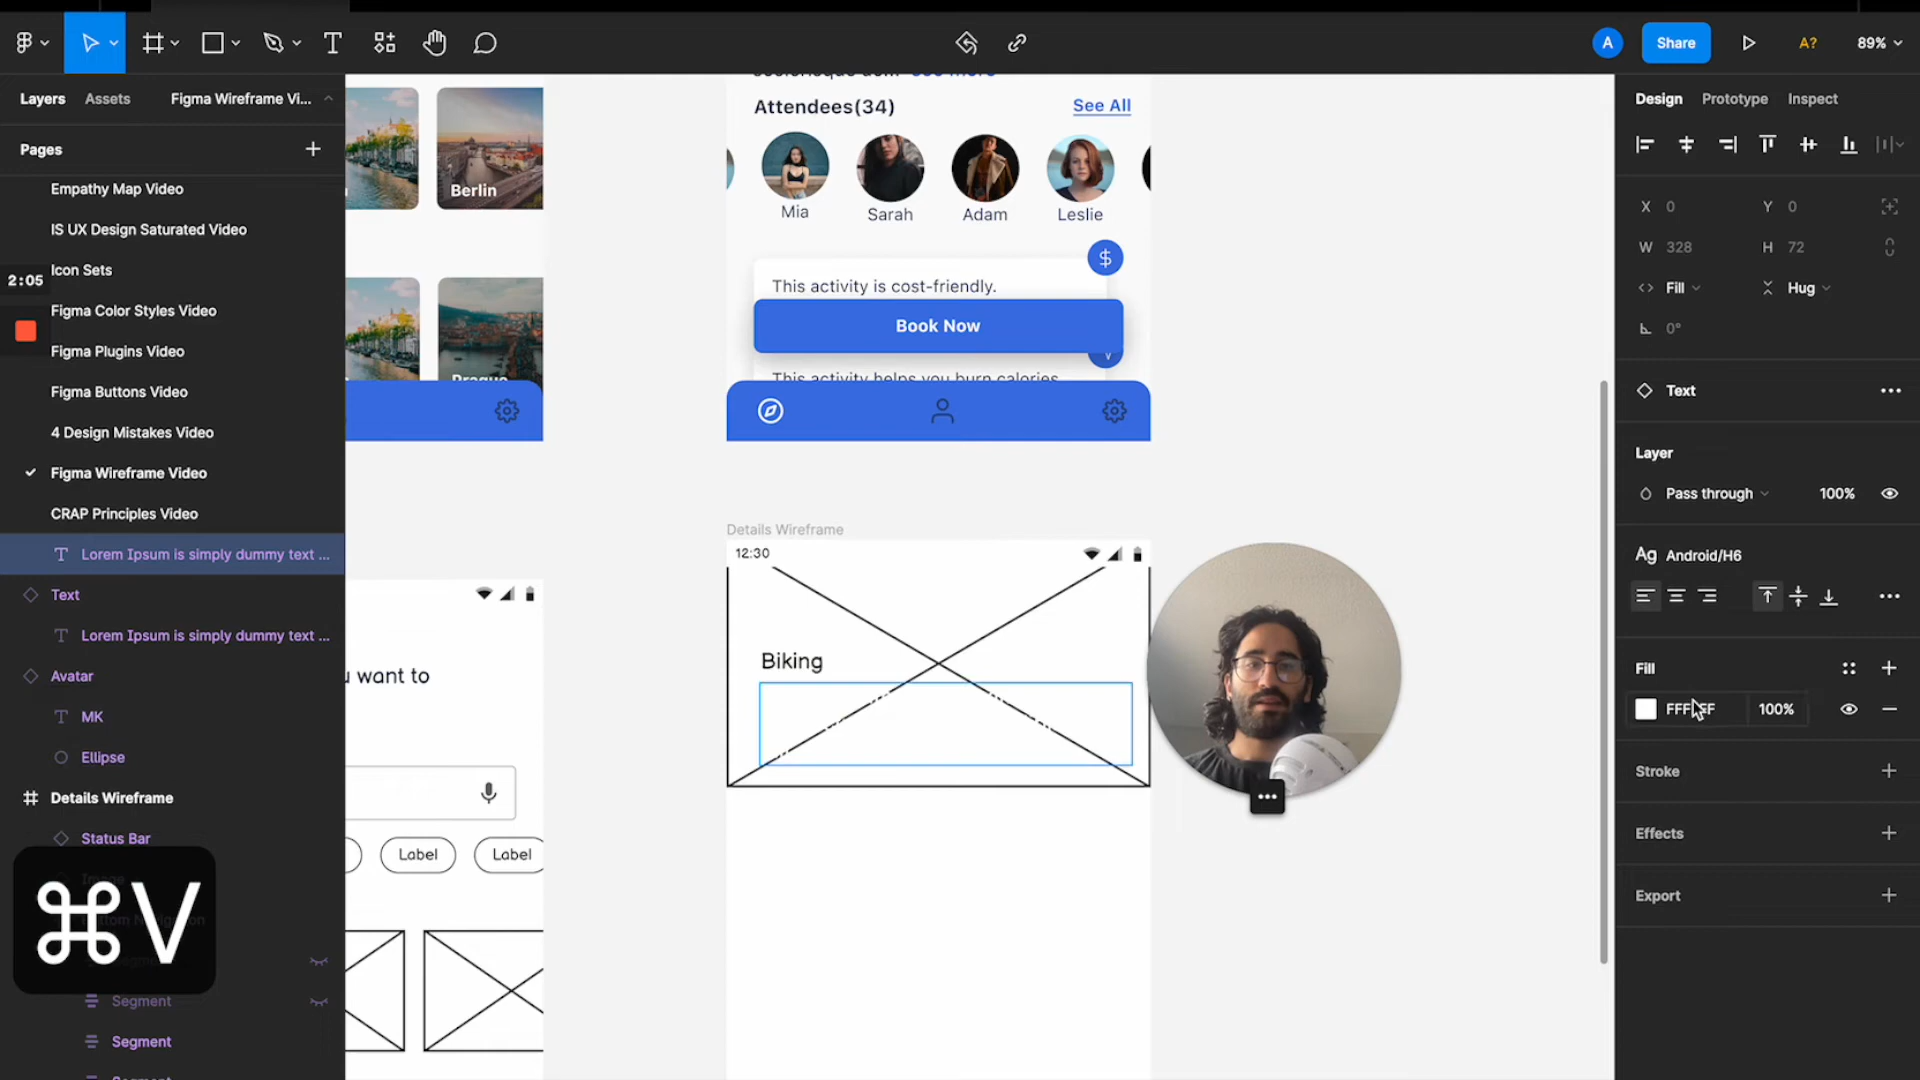 A
Share
A?
89%
Layers
Assets
Figma Wireframe Vi...
Design
Prototype
Inspect
Pages
Empathy Map Video
IS UX Design Saturated Video
Icon Sets
2:05
Figma Color Styles Video
Figma Plugins Video
Figma Buttons Video
4 Design Mistakes Video
Figma Wireframe Video
CRAP Principles Video
Lorem Ipsum is simply dummy text ...
Text
Lorem Ipsum is simply dummy text ...
Avatar
MK
Ellipse
Details Wireframe
Status Bar
Segment
Segment
⌘V
Berlin
Prague
u want to
Label
Label
see more
Attendees(34)
See All
Mia
Sarah
Adam
Leslie
$
This activity is cost-friendly.
Book Now
This activity helps you burn calories
Details Wireframe
12:30
Biking
X 0
Y 0
W 328
H 72
Fill
Hug
0°
Text
Layer
Pass through
100%
Ag Android/H6
Fill
100%
Stroke
Effects
Export